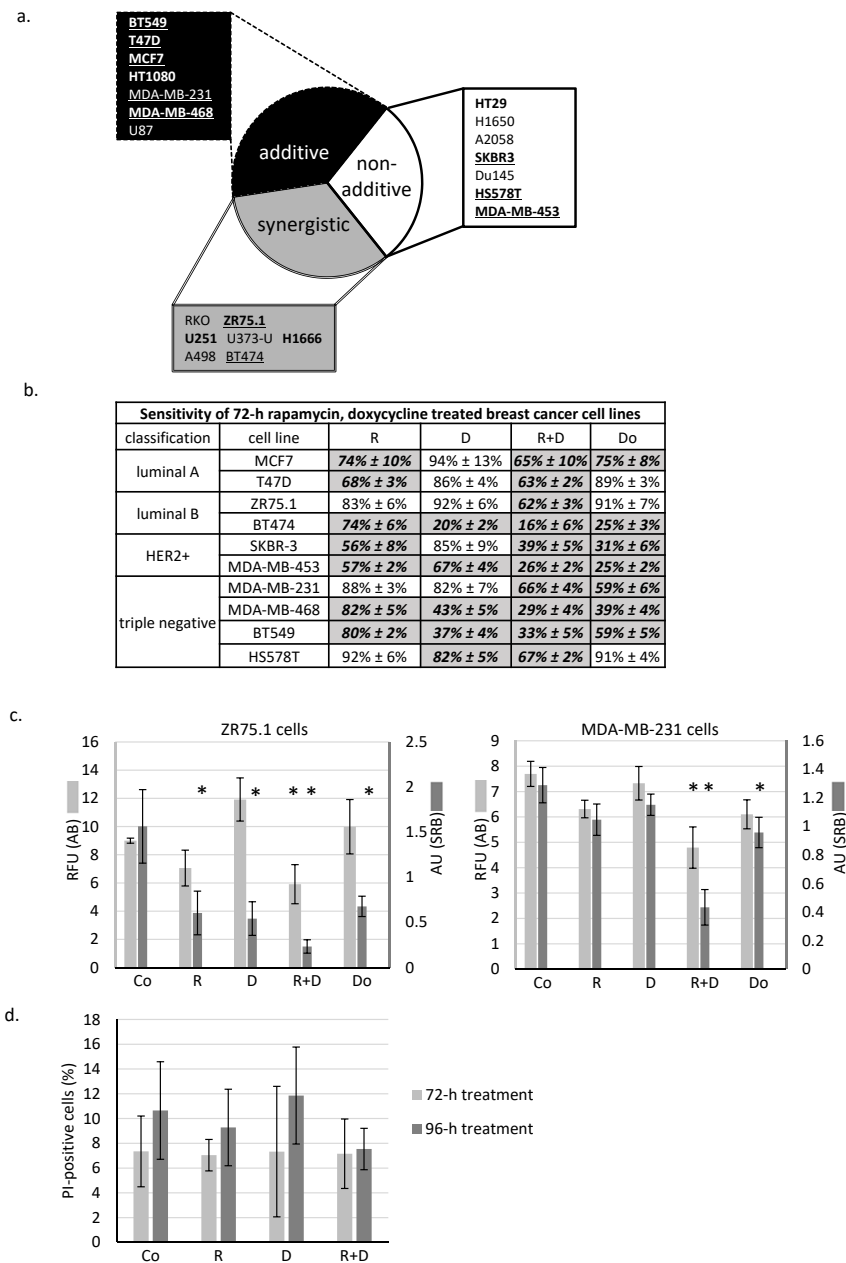 a.
BT549
T47D
MCF7
HT1080
MDA-MB-231
MDA-MB-468
U87
additive
non-
additive
synergistic
HT29
H1650
A2058
SKBR3
Du145
HS578T
MDA-MB-453
RKO ZR75.1
U251 U373-U H1666
A498 BT474
b.
Sensitivity of 72-h rapamycin, doxycycline treated breast cancer cell lines
classification cell line R D R+D Do
luminal A MCF7 74% ± 10% 94% ± 13% 65% ± 10% 75% ± 8%
T47D 68% ± 3% 86% ± 4% 63% ± 2% 89% ± 3%
luminal B ZR75.1 83% ± 6% 92% ± 6% 62% ± 3% 91% ± 7%
BT474 74% ± 6% 20% ± 2% 16% ± 6% 25% ± 3%
HER2+ SKBR-3 56% ± 8% 85% ± 9% 39% ± 5% 31% ± 6%
MDA-MB-453 57% ± 2% 67% ± 4% 26% ± 2% 25% ± 2%
triple negative MDA-MB-231 88% ± 3% 82% ± 7% 66% ± 4% 59% ± 6%
MDA-MB-468 82% ± 5% 43% ± 5% 29% ± 4% 39% ± 4%
BT549 80% ± 2% 37% ± 4% 33% ± 5% 59% ± 5%
HS578T 92% ± 6% 82% ± 5% 67% ± 2% 91% ± 4%
c.
ZR75.1 cells
RFU (AB)
16
14
12
10
8
6
4
2
0
2.5
2
1.5
1
0.5
0
AU (SRB)
* * * * *
Co R D R+D Do
MDA-MB-231 cells
RFU (AB)
9
8
7
6
5
4
3
2
1
0
1.6
1.4
1.2
1
0.8
0.6
0.4
0.2
0
AU (SRB)
* * *
Co R D R+D Do
d.
PI-positive cells (%)
18
16
14
12
10
8
6
4
2
0
Co R D R+D
72-h treatment
96-h treatment